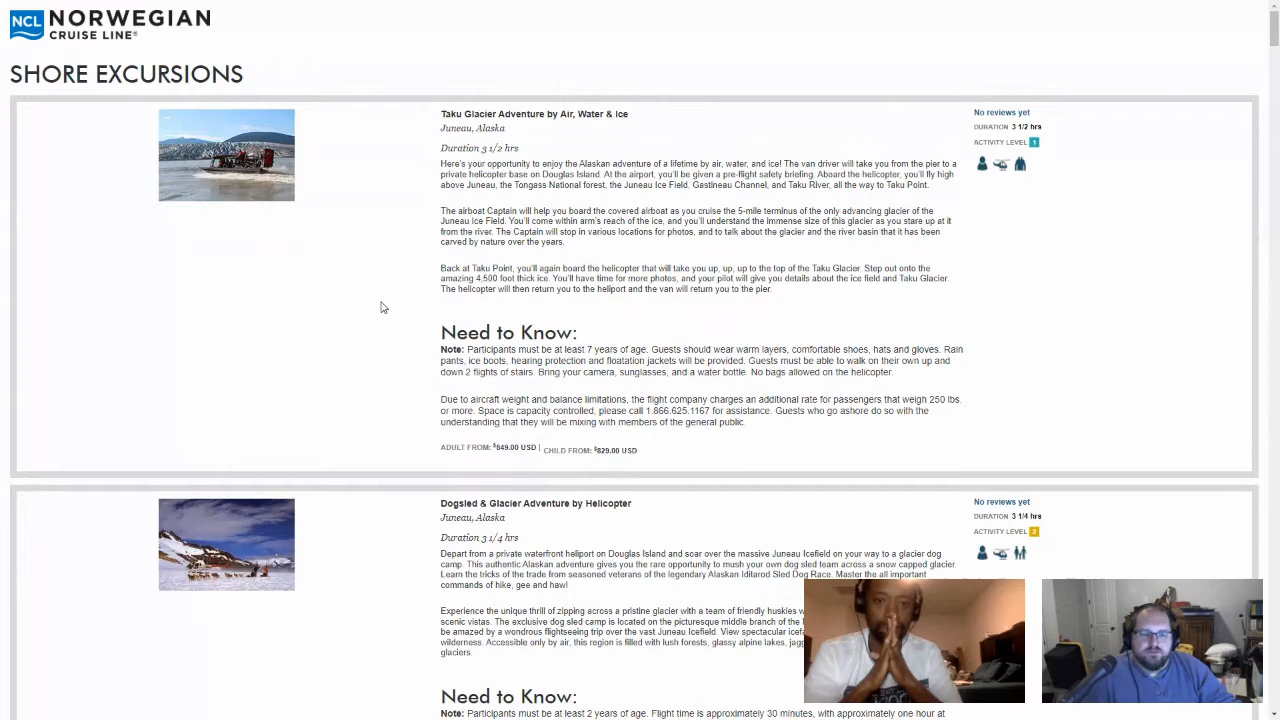 NCL NORWEGIAN
CRUISE LINE®
SHORE EXCURSIONS
Taku Glacier Adventure by Air, Water & Ice
Juneau, Alaska
Duration 3 1/2 hrs
Here's your opportunity to enjoy the Alaskan adventure of a lifetime by air, water, and ice! The van driver will take you from the pier to a
private helicopter base on Douglas Island. At the airport, you'll be given a pre-flight safety briefing. Aboard the helicopter, you'll fly high
above Juneau, the Tongass National forest, the Juneau Ice Field, Gastineau Channel, and Taku River, all the way to Taku Point.
The airboat Captain will help you board the covered airboat as you cruise the 5-mile terminus of the only advancing glacier of the
Juneau Ice Field. You'll come within arm's reach of the ice, and you'll understand the immense size of this glacier as you stare up at it
from the river. The Captain will stop in various locations for photos, and to talk about the glacier and the river basin that it has been
carved by nature over the years.
Back at Taku Point, you'll again board the helicopter that will take you up, up, up to the top of the Taku Glacier. Step out onto the
amazing 4,500 foot thick ice. You'll have time for more photos, and your pilot will give you details about the ice field and Taku Glacier.
The helicopter will then return you to the heliport and the van will return you to the pier.
Need to Know:
Note: Participants must be at least 7 years of age. Guests should wear warm layers, comfortable shoes, hats and gloves. Rain
pants, ice boots, hearing protection and floatation jackets will be provided. Guests must be able to walk on their own up and
down 2 flights of stairs. Bring your camera, sunglasses, and a water bottle. No bags allowed on the helicopter.
Due to aircraft weight and balance limitations, the flight company charges an additional rate for passengers that weigh 250 lbs.
or more. Space is capacity controlled, please call 1.866.625.1167 for assistance. Guests who go ashore do so with the
understanding that they will be mixing with members of the general public.
ADULT FROM: $849.00 USD | CHILD FROM: $829.00 USD
No reviews yet
DURATION 3 1/2 hrs
ACTIVITY LEVEL 1
Dogsled & Glacier Adventure by Helicopter
Juneau, Alaska
Duration 3 1/4 hrs
Depart from a private waterfront heliport on Douglas Island and soar over the massive Juneau Icefield on your way to a glacier dog
camp. This authentic Alaskan adventure gives you the rare opportunity to mush your own dog sled team across a snow capped glacier.
Learn the tricks of the trade from seasoned veterans of the legendary Alaskan Iditarod Sled Dog Race. Master the all important
commands of hike, gee and haw!
Experience the unique thrill of zipping across a pristine glacier with a team of friendly huskies
scenic vistas. The exclusive dog sled camp is located on the picturesque middle branch of the
be amazed by a wondrous flightseeing trip over the vast Juneau Icefield. View spectacular
wilderness. Accessible only by air, this region is filled with lush forests, glassy alpine lakes,
glaciers.
Need to Know:
Note: Participants must be at least 2 years of age. Flight time is approximately 30 minutes, with approximately one hour at
No reviews yet
DURATION 3 1/4 hrs
ACTIVITY LEVEL 2